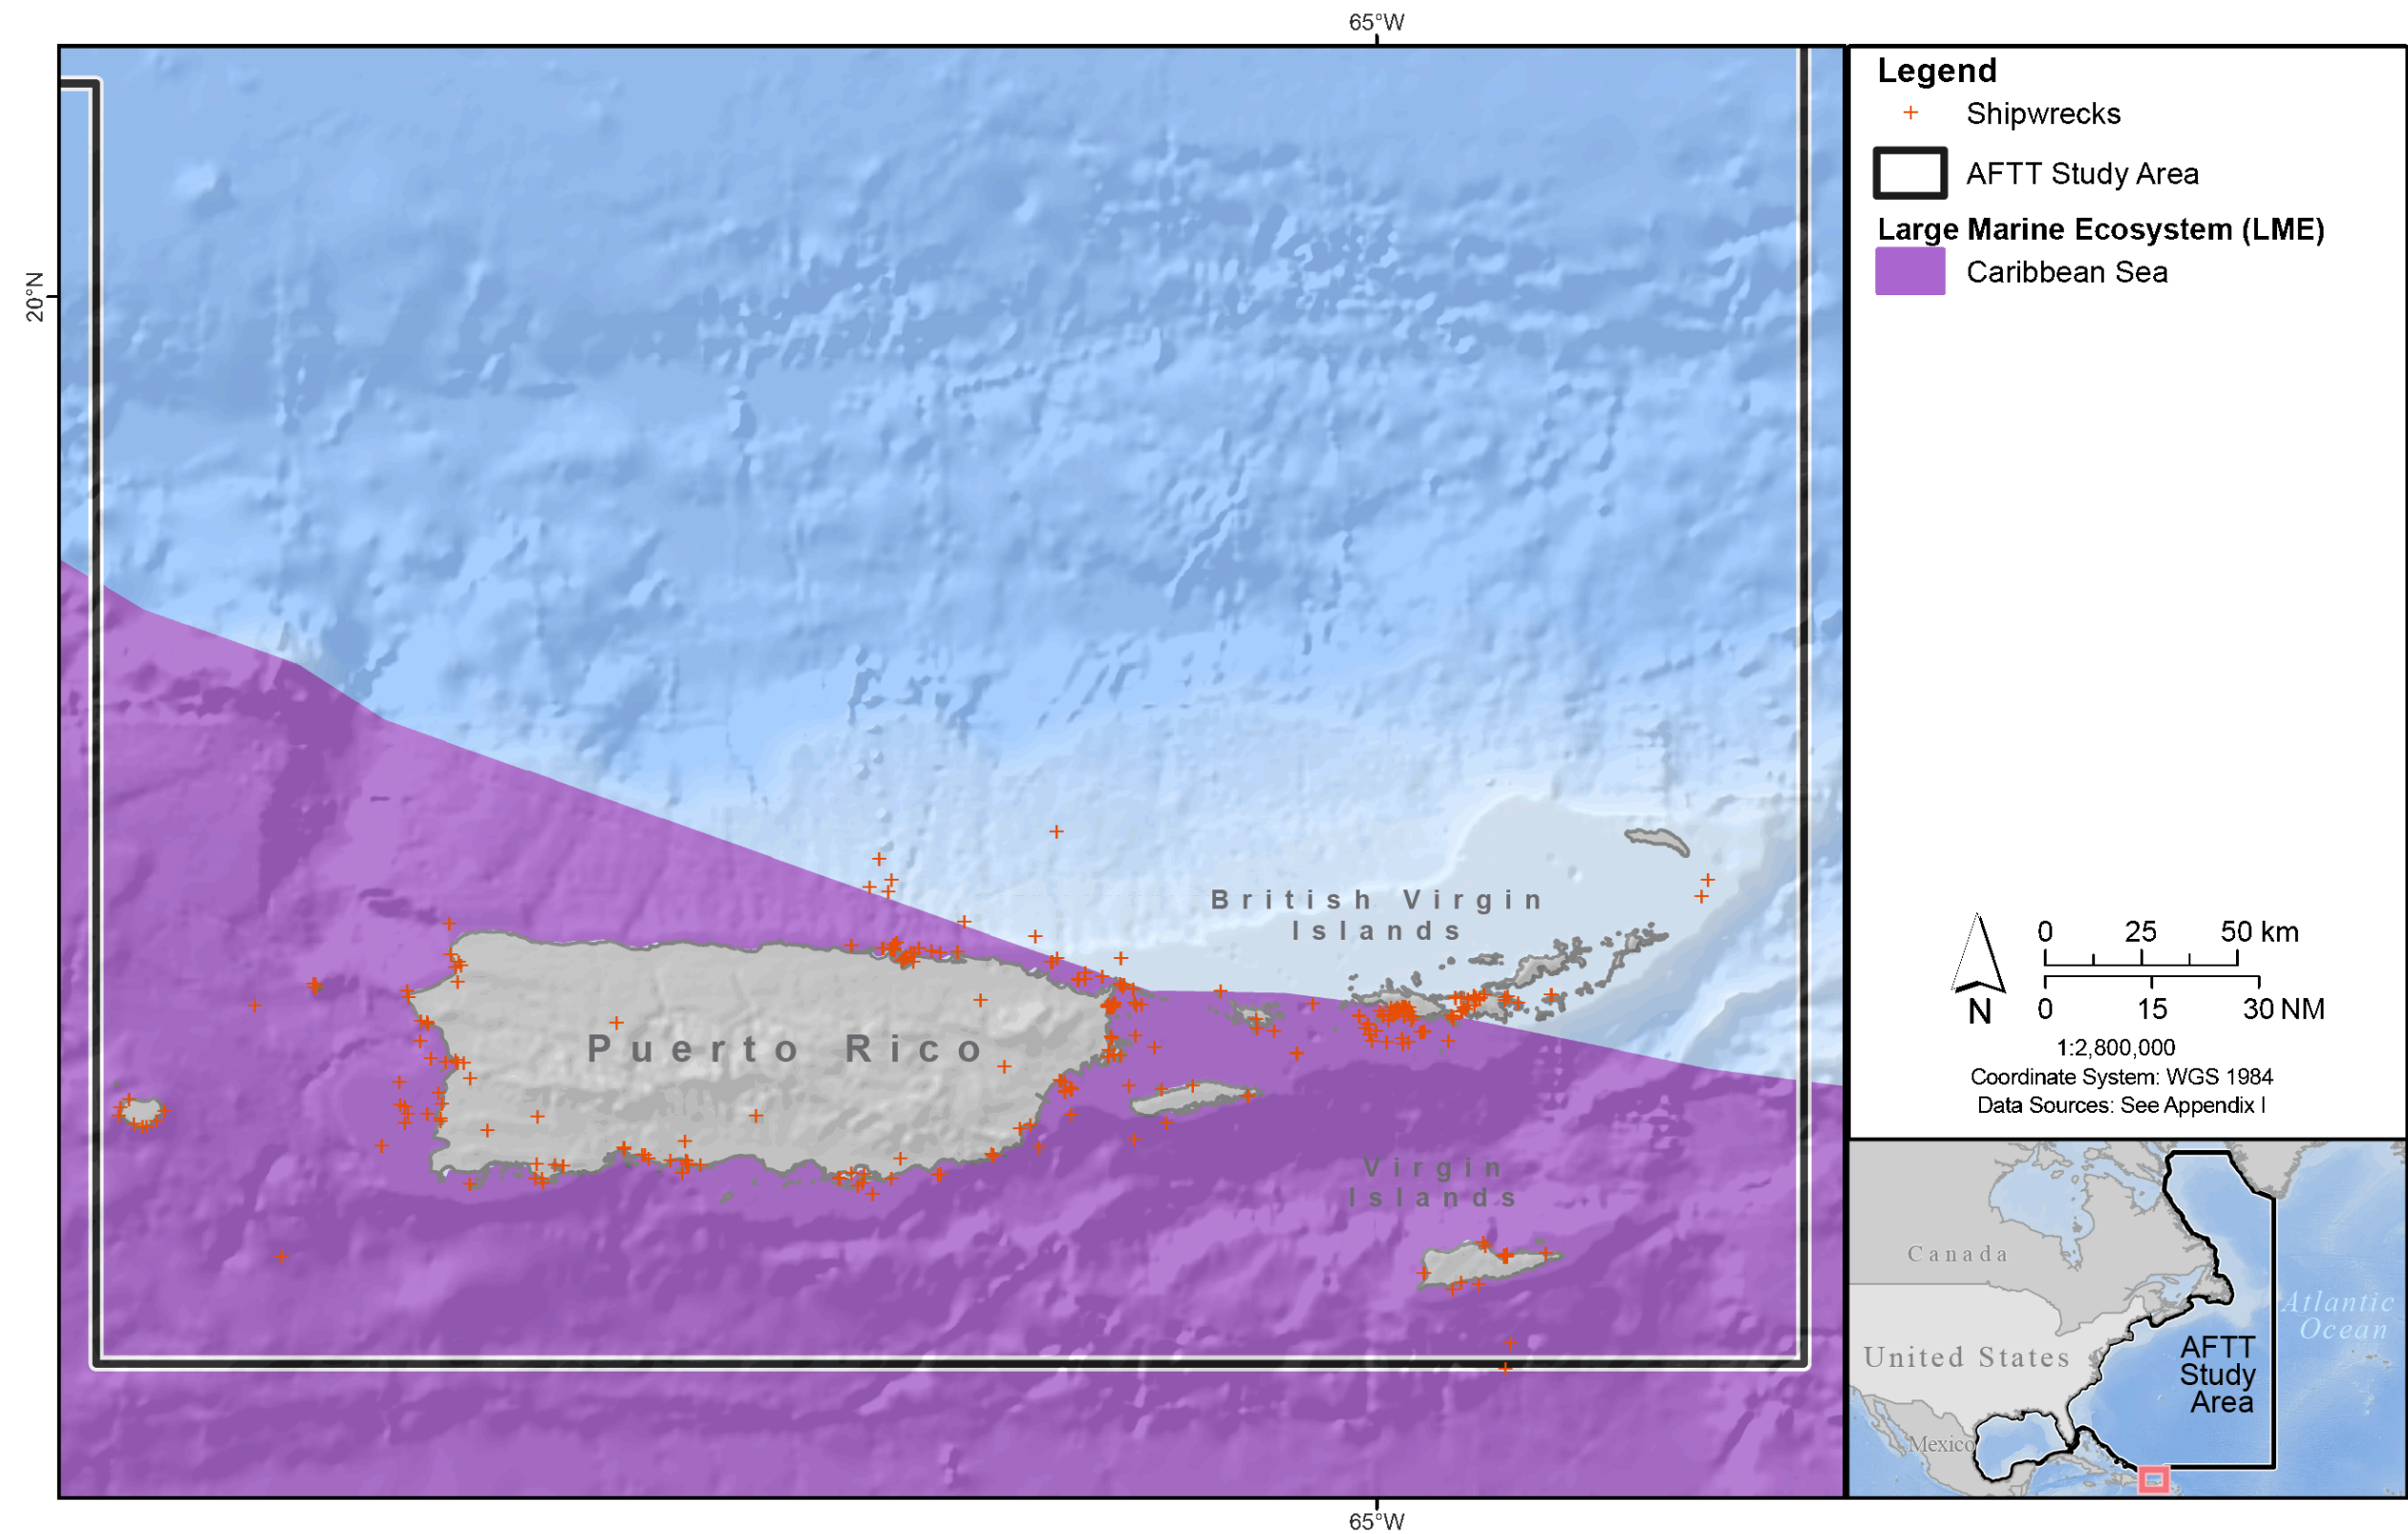 65°W
20°N
British Virgin
Islands
Puerto Rico
Virgin
Islands
65°W
Legend
Shipwrecks
AFTT Study Area
Large Marine Ecosystem (LME)
Caribbean Sea
0 25 50 km
0 15 30 NM
N
1:2,800,000
Coordinate System: WGS 1984
Data Sources: See Appendix I
Canada
United States
Mexico
Atlantic
Ocean
AFTT
Study
Area